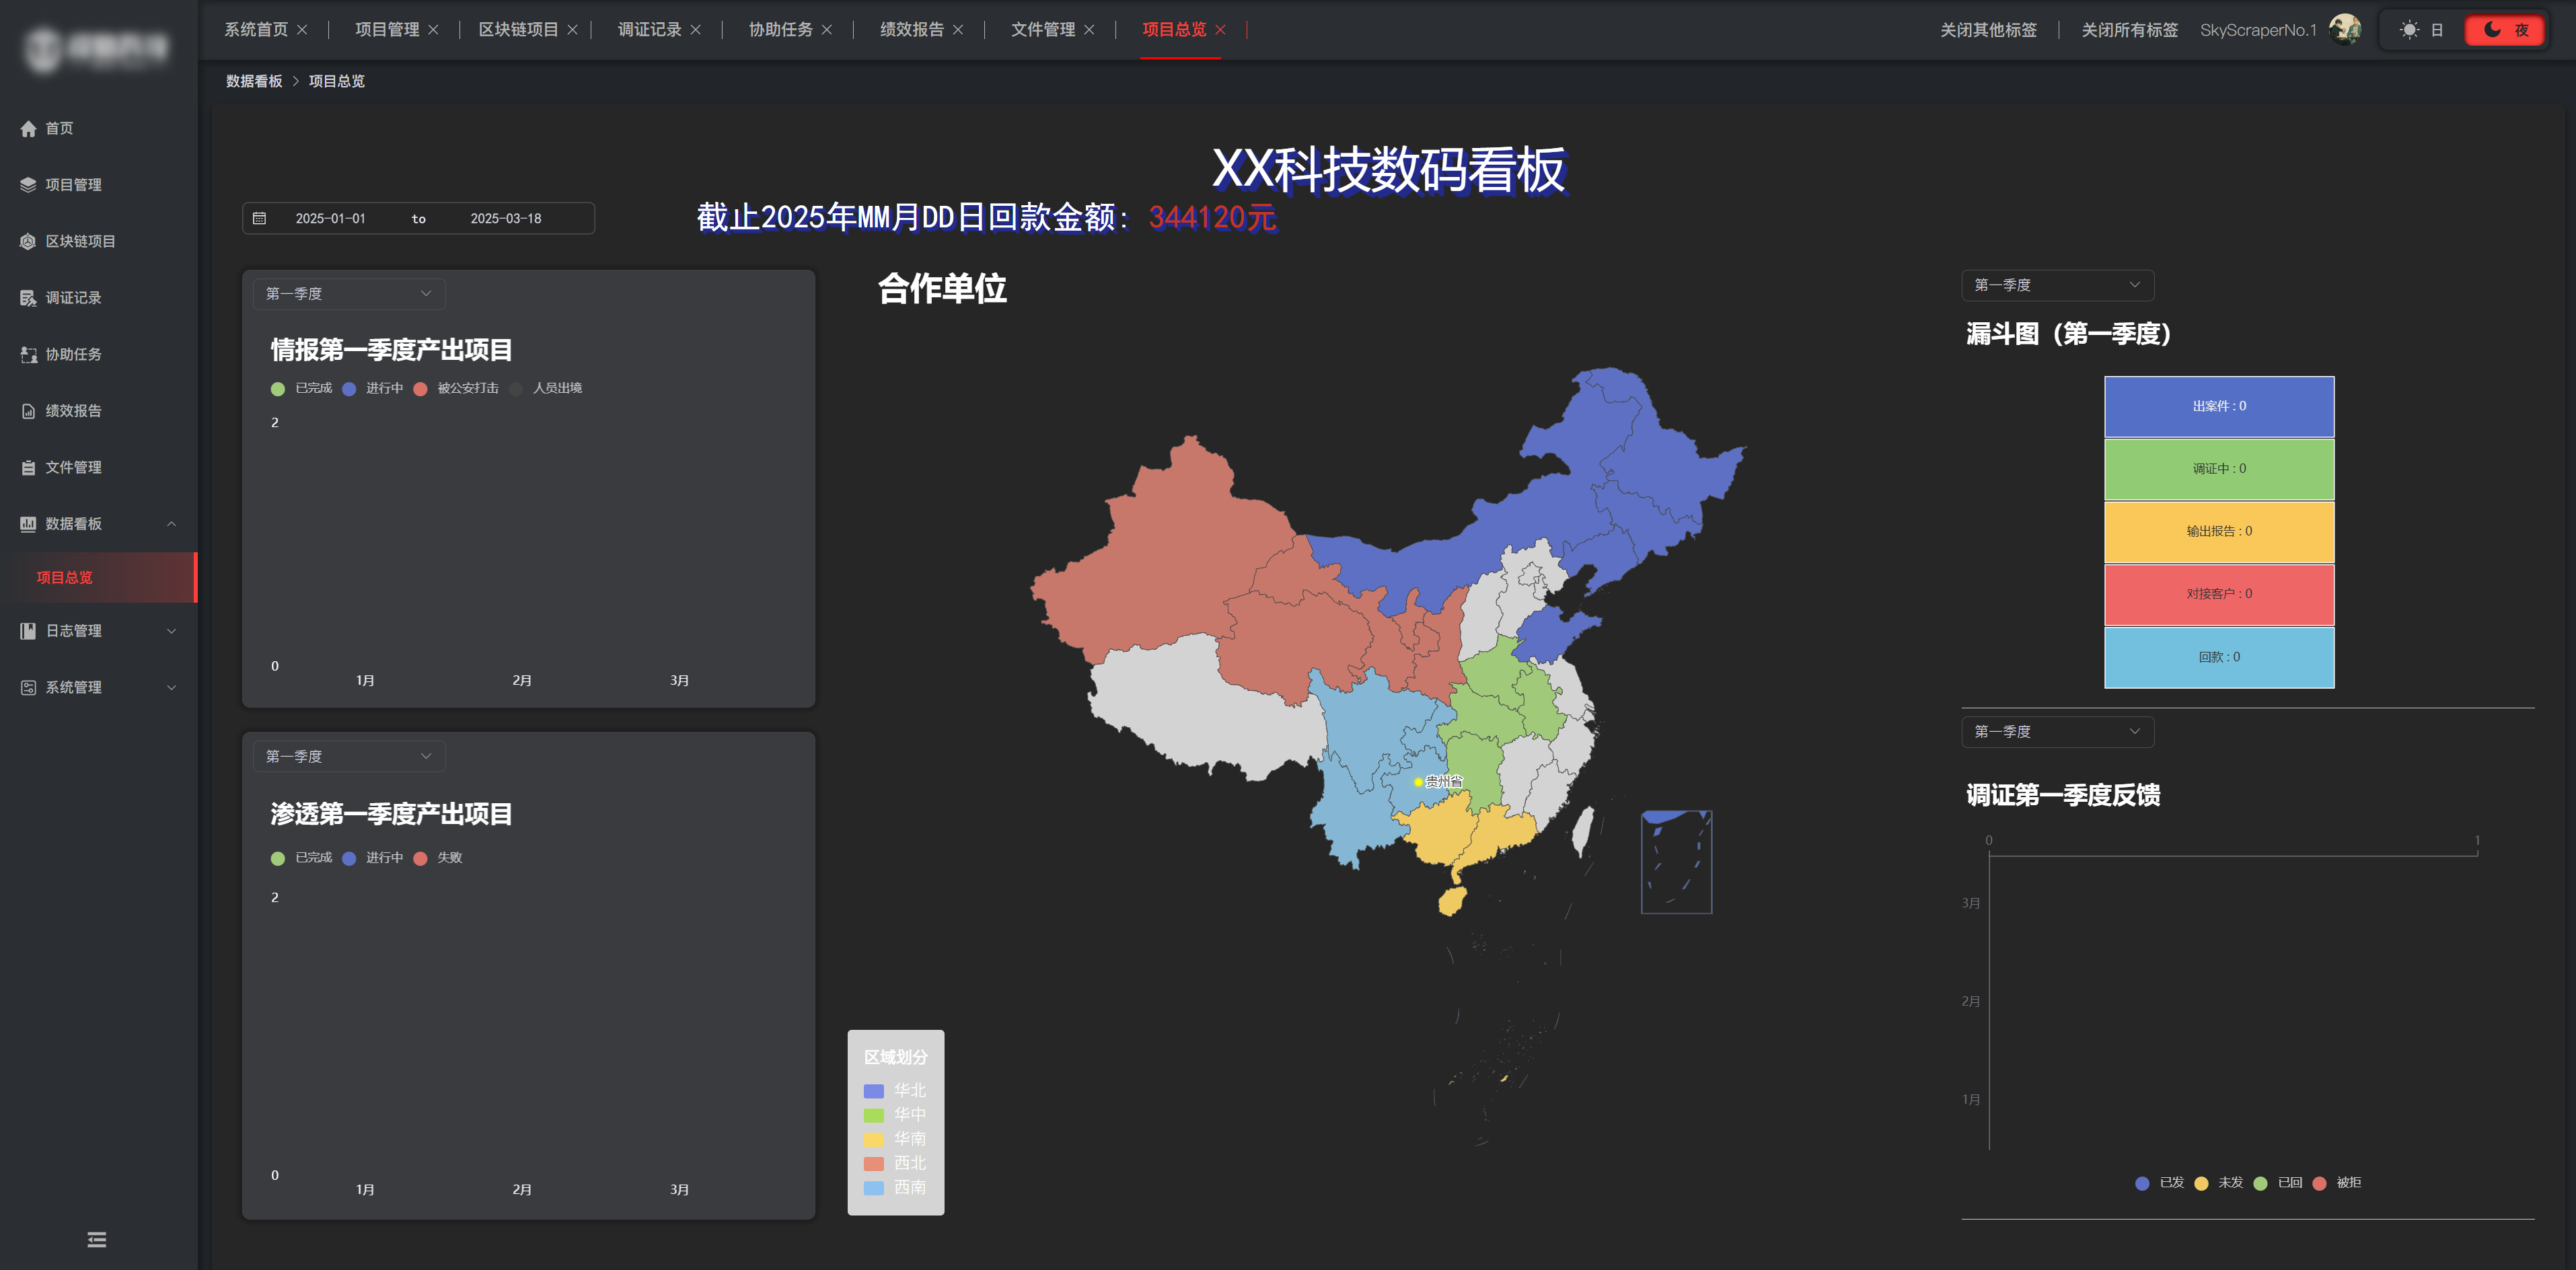 系统首页
项目管理
区块链项目
调证记录
协助任务
绩效报告
文件管理
项目总览
关闭其他标签
关闭所有标签
SkyScraperNo.1
日
夜
数据看板 > 项目总览
首页
项目管理
区块链项目
调证记录
协助任务
绩效报告
文件管理
数据看板
项目总览
日志管理
系统管理
XX科技数码看板
2025-01-01 to 2025-03-18
截止2025年MM月DD日回款金额: 344120元
第一季度
情报第一季度产出项目
已完成 进行中 被公安打击 人员出境
2
0
1月 2月 3月
第一季度
渗透第一季度产出项目
已完成 进行中 失败
2
0
1月 2月 3月
合作单位
贵州省
区域划分
华北
华中
华南
西北
西南
第一季度
漏斗图（第一季度）
出案件 : 0
调证中 : 0
输出报告 : 0
对接客户 : 0
回款 : 0
第一季度
调证第一季度反馈
0 1
3月
2月
1月
已发 未发 已回 被拒